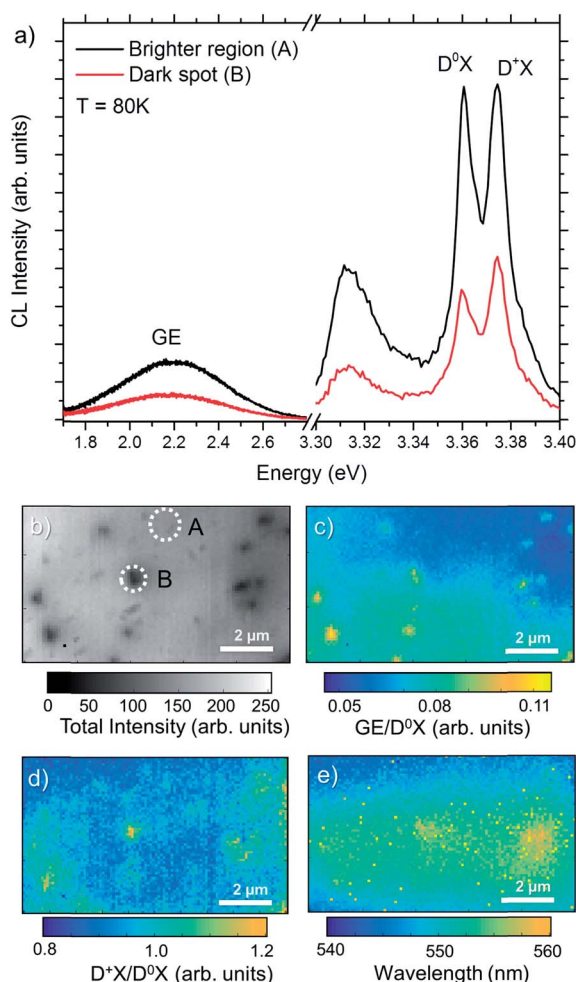 a)
Brighter region (A)
Dark spot (B)
T = 80K
D⁰X
D⁺X
GE
CL Intensity (arb. units)
1.8 2.0 2.2 2.4 2.6 3.30 3.32 3.34 3.36 3.38 3.40
Energy (eV)
b)
A
B
2 µm
0 50 100 150 200 250
Total Intensity (arb. units)
c)
2 µm
0.05 0.08 0.11
GE/D⁰X (arb. units)
d)
2 µm
0.8 1.0 1.2
D⁺X/D⁰X (arb. units)
e)
2 µm
540 550 560
Wavelength (nm)